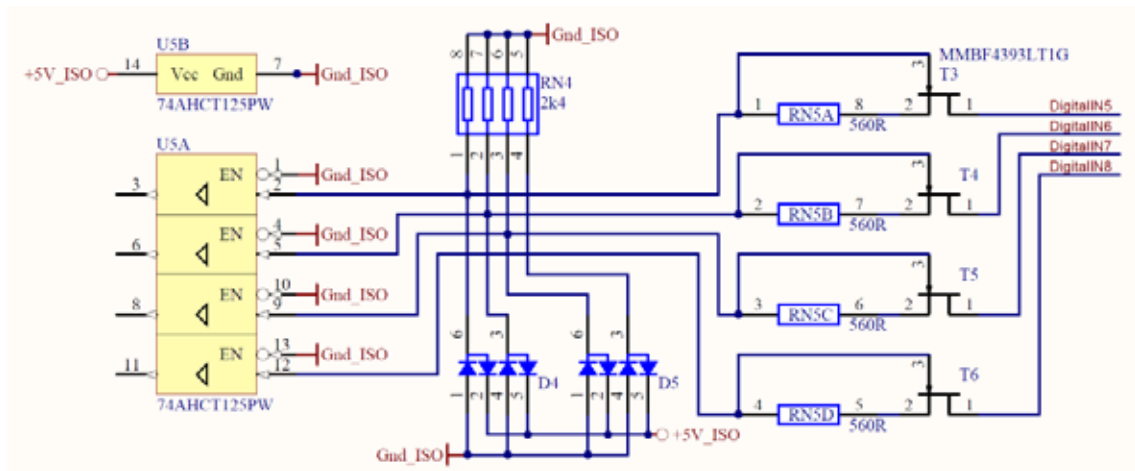 U5B
+5V_ISO 14 Vcc Gnd 7 Gnd_ISO
74AHCT125PW
U5A
EN 1 Gnd_ISO
3 2
EN 4 Gnd_ISO
6 5
EN 10 Gnd_ISO
8 9
EN 13 Gnd_ISO
11 12
74AHCT125PW
Gnd_ISO
8 7 6 5
RN4
2k4
1 2 3 4
6 3 6 3
D4 D5
1 2 4 5 1 2 4 5
+5V_ISO
Gnd_ISO
MMBF4393LT1G
3 T3
1 RN5A 8 2 1 DigitalIN5
560R
DigitalIN6
DigitalIN7
DigitalIN8
3 T4
2 RN5B 7 2 1
560R
3 T5
3 RN5C 6 2 1
560R
3 T6
4 RN5D 5 2 1
560R